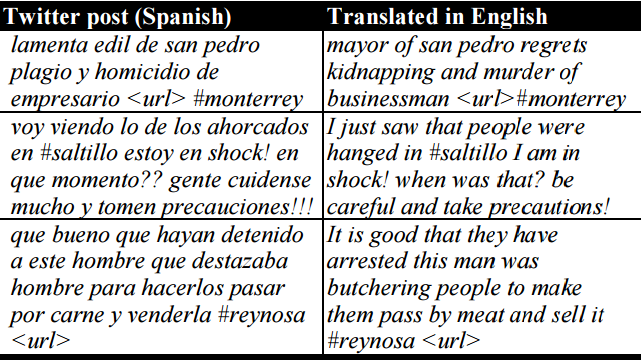 Twitter post (Spanish)
Translated in English
lamenta edil de san pedro
plagio y homicidio de
empresario <url> #monterrey
mayor of san pedro regrets
kidnapping and murder of
businessman <url>#monterrey
voy viendo lo de los ahorcados
en #saltillo estoy en shock! en
que momento?? gente cuidense
mucho y tomen precauciones!!!
I just saw that people were
hanged in #saltillo I am in
shock! when was that? be
careful and take precautions!
que bueno que hayan detenido
a este hombre que destazaba
hombre para hacerlos pasar
por carne y venderla #reynosa
<url>
It is good that they have
arrested this man was
butchering people to make
them pass by meat and sell it
#reynosa <url>